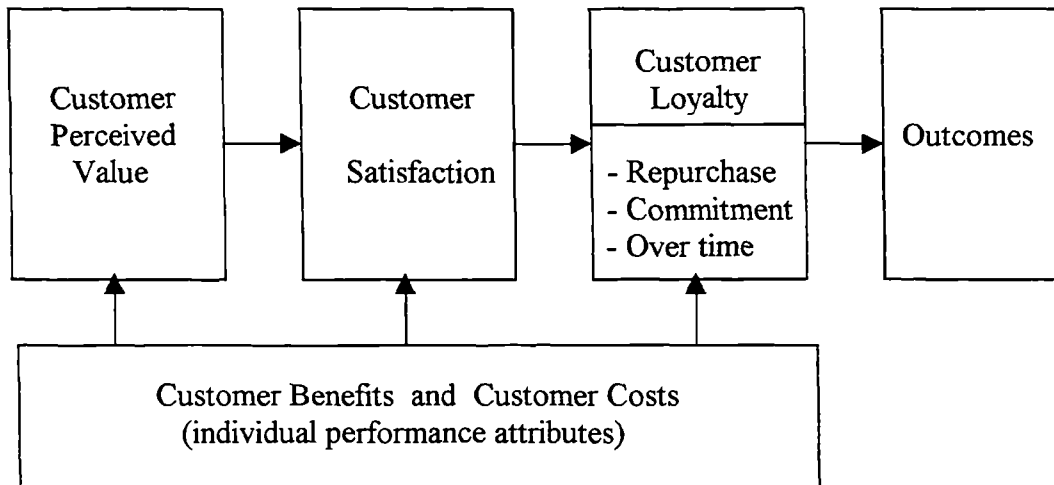 Customer
Perceived
Value
Customer
Satisfaction
Customer
Loyalty
- Repurchase
- Commitment
- Over time
Outcomes
Customer Benefits and Customer Costs
(individual performance attributes)